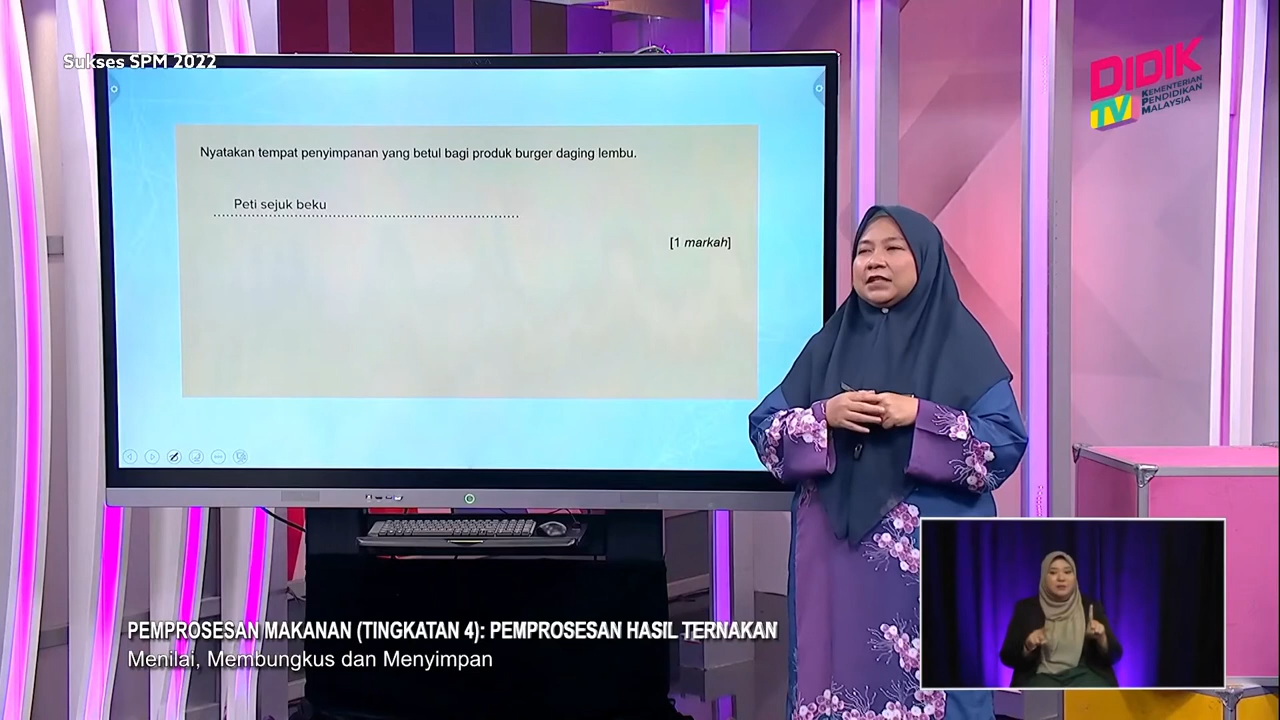 Sukses SPM 2022
DIDIK
TV
KEMENTERIAN
PENDIDIKAN
MALAYSIA
Nyatakan tempat penyimpanan yang betul bagi produk burger daging lembu.
Peti sejuk beku
[1 markah]
PEMPROSESAN MAKANAN (TINGKATAN 4): PEMPROSESAN HASIL TERNAKAN
Menilai, Membungkus dan Menyimpan